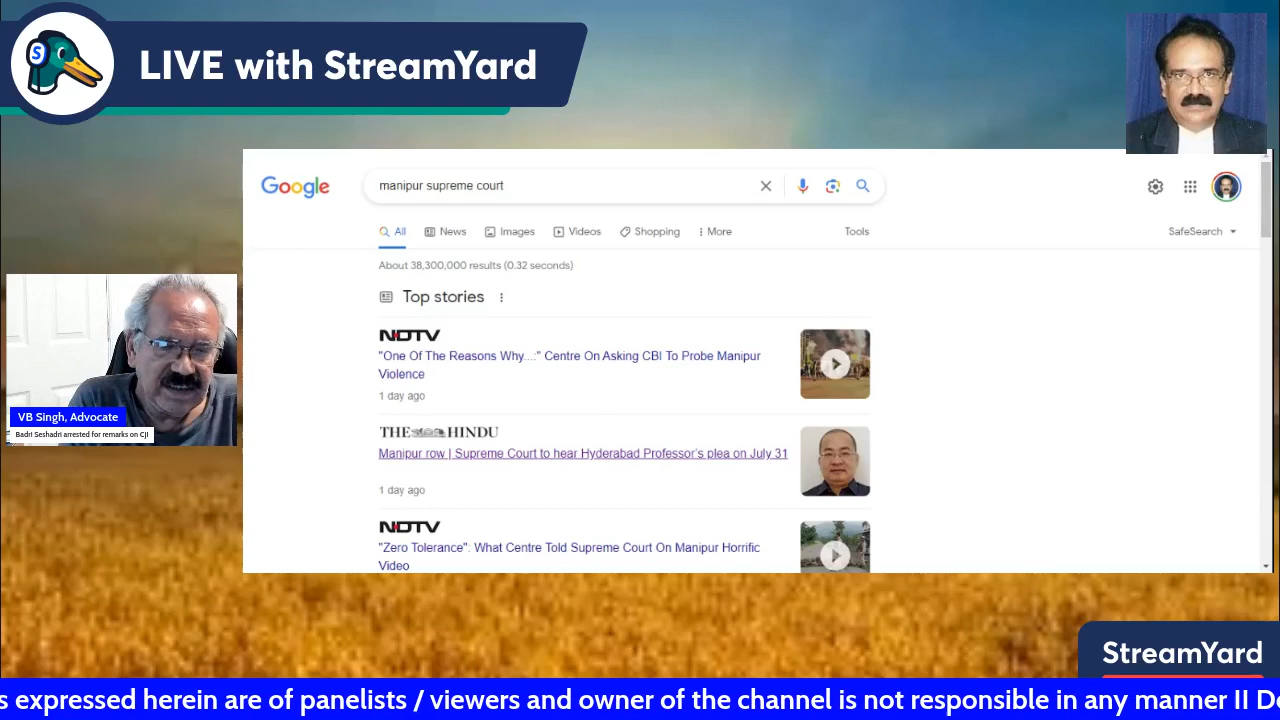 LIVE with StreamYard
Google
manipur supreme court
All
News
Images
Videos
Shopping
More
Tools
SafeSearch
About 38,300,000 results (0.32 seconds)
Top stories
NDTV
"One Of The Reasons Why...:" Centre On Asking CBI To Probe Manipur
Violence
1 day ago
THE HINDU
Manipur row | Supreme Court to hear Hyderabad Professor's plea on July 31
1 day ago
NDTV
"Zero Tolerance": What Centre Told Supreme Court On Manipur Horrific
Video
VB Singh, Advocate
Badri Seshadri arrested for remarks on CJI
StreamYard
s expressed herein are of panelists / viewers and owner of the channel is not responsible in any manner II De